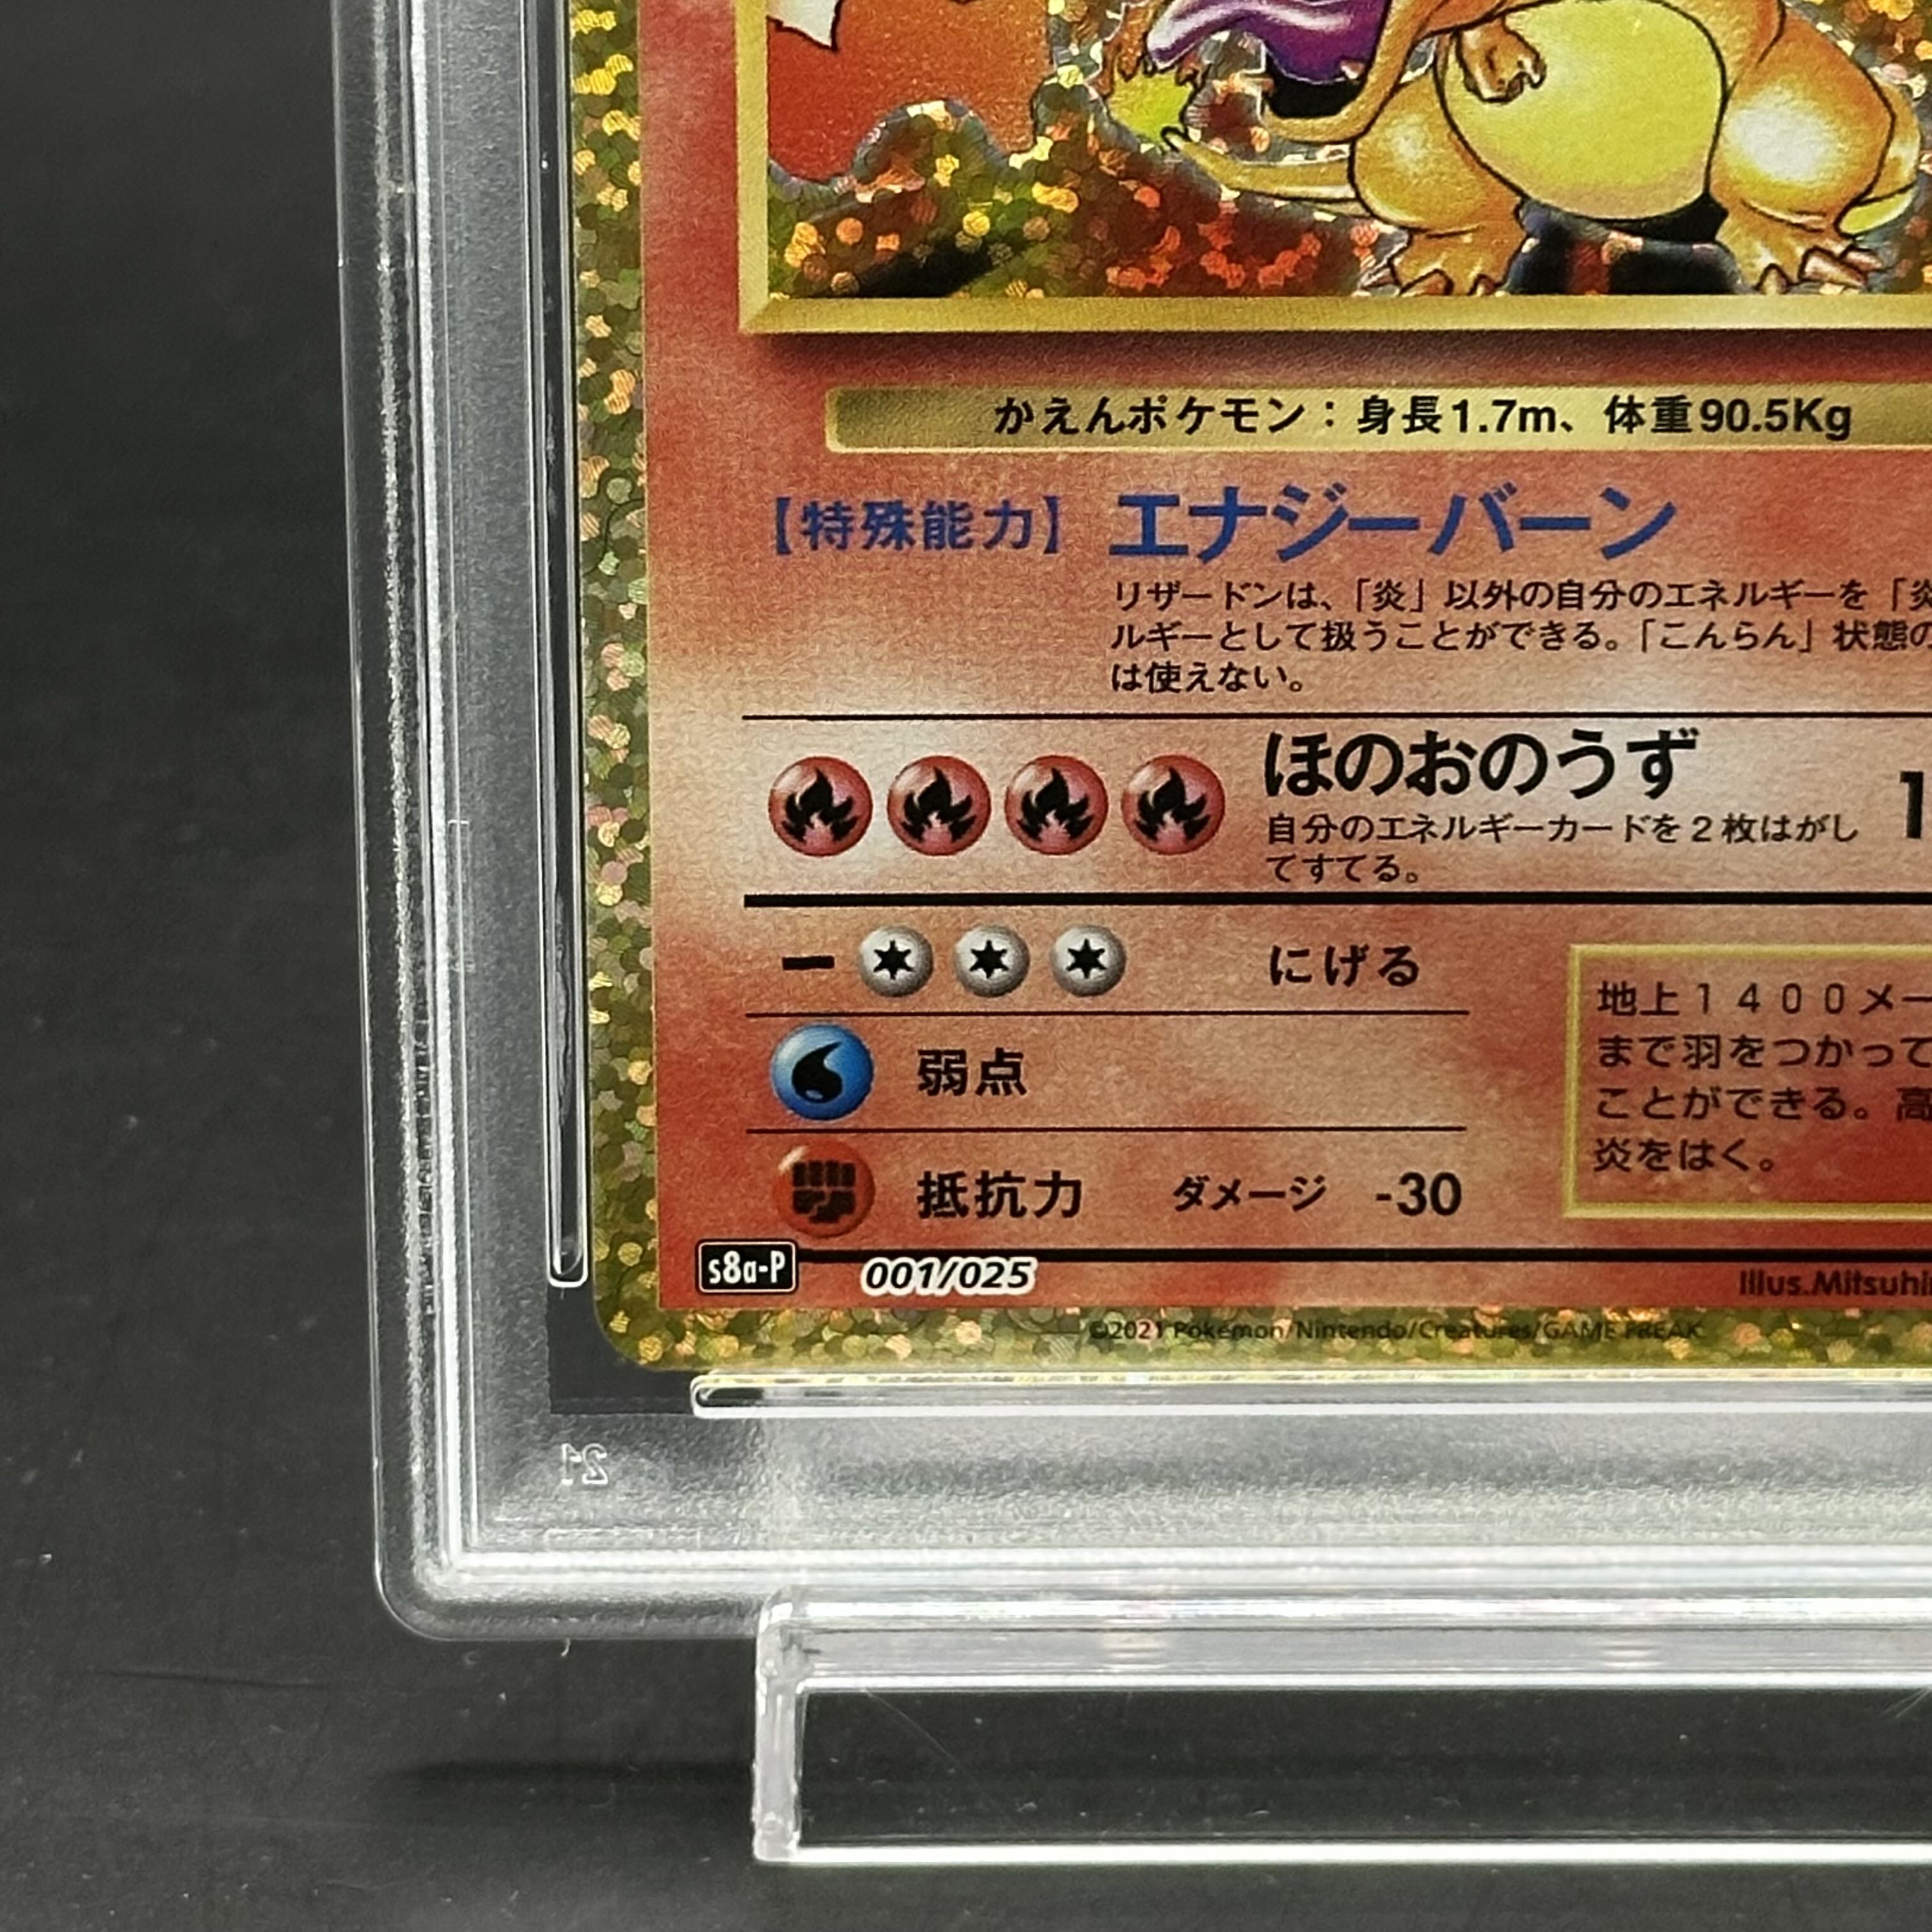 かえんポケモン：身長1.7m、体重90.5Kg
【特殊能力】エナジーバーン
リザードンは、「炎」以外の自分のエネルギーを「炎
ルギーとして扱うことができる。「こんらん」状態の
は使えない。
ほのおのうず 1
自分のエネルギーカードを2枚はがし
てすてる。
ー にげる
弱点
抵抗力 ダメージ -30
地上１４００メー
まで羽をつかって
ことができる。高
炎をはく。
s8a-P 001/025
Illus.Mitsuhi
©2021 Pokémon/Nintendo/Creatures/GAME FREAK
21